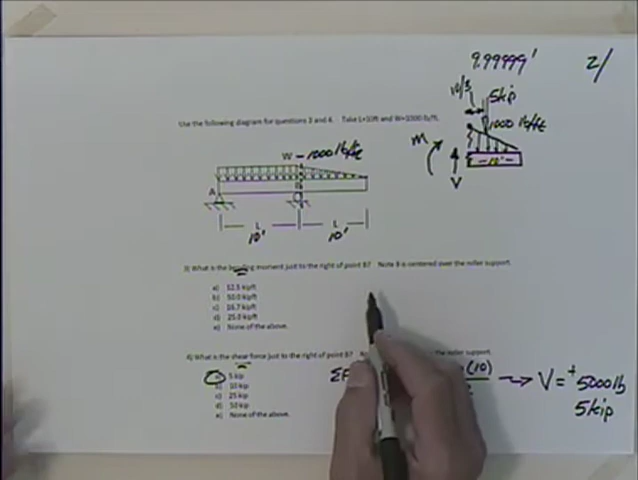 9.99999'
2/
10/3
5kip
Use the following diagram for questions 3 and 4. Take L=10ft and W=1000 lb/ft.
1000 lb/ft
W - 1000 lb/ft
M
10'
V
A
B
L
L
10'
10'
3) What is the bending moment just to the right of point B? Note B is centered over the roller support.
a) 12.5 kip*ft
b) 50.0 kip*ft
c) 16.7 kip*ft
d) 25.0 kip*ft
e) None of the above.
4) What is the shear force just to the right of point B? the roller support.
a) 5 kip
b) 10 kip
c) 25 kip
d) 50 kip
e) None of the above.
(10)
V = +5000 lb
5kip